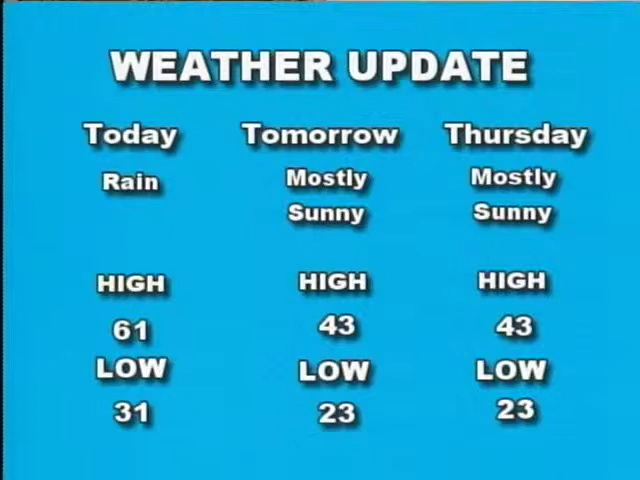 WEATHER UPDATE
Today
Rain
HIGH
61
LOW
31
Tomorrow
Mostly
Sunny
HIGH
43
LOW
23
Thursday
Mostly
Sunny
HIGH
43
LOW
23